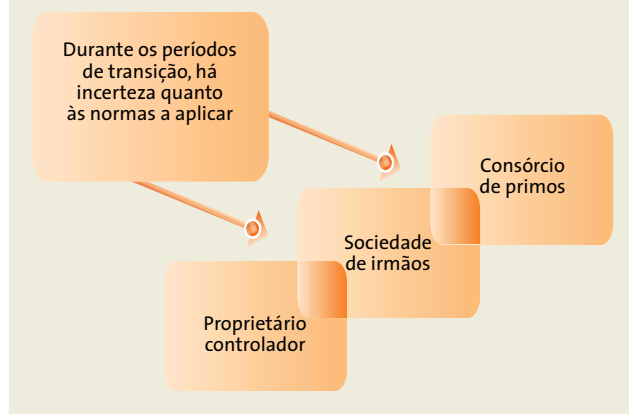 Durante os períodos
de transição, há
incerteza quanto
às normas a aplicar
Consórcio
de primos
Sociedade
de irmãos
Proprietário
controlador